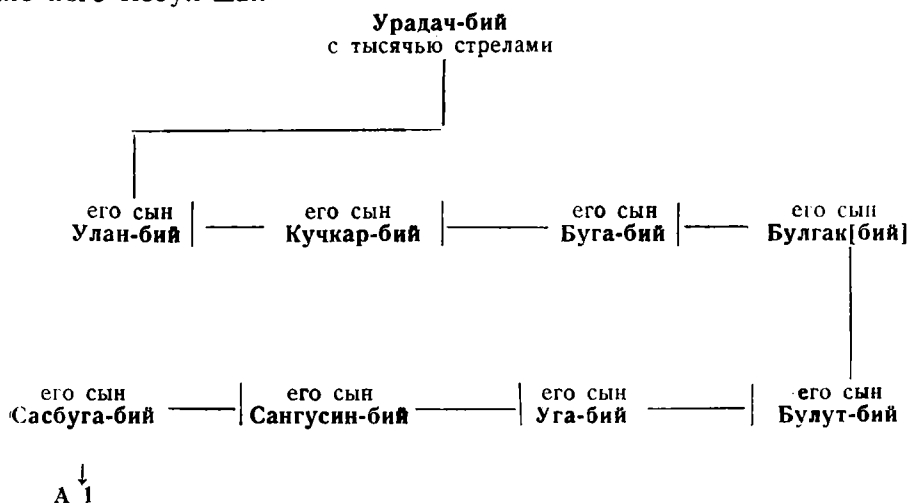 Урадач-бий
с тысячью стрелами
его сын его сын его сын его сын
Улан-бий Кучкар-бий Буга-бий Булгак[бий]
его сын его сын его сын его сын
Сасбуга-бий Сангусин-бий Уга-бий Булут-бий
А 1